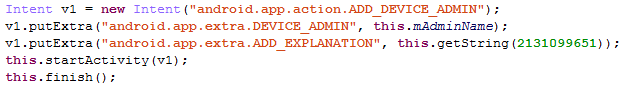 Intent v1 = new Intent("android.app.action.ADD_DEVICE_ADMIN");
v1.putExtra("android.app.extra.DEVICE_ADMIN", this.mAdminName);
v1.putExtra("android.app.extra.ADD_EXPLANATION", this.getString(2131099651));
this.startActivity(v1);
this.finish();